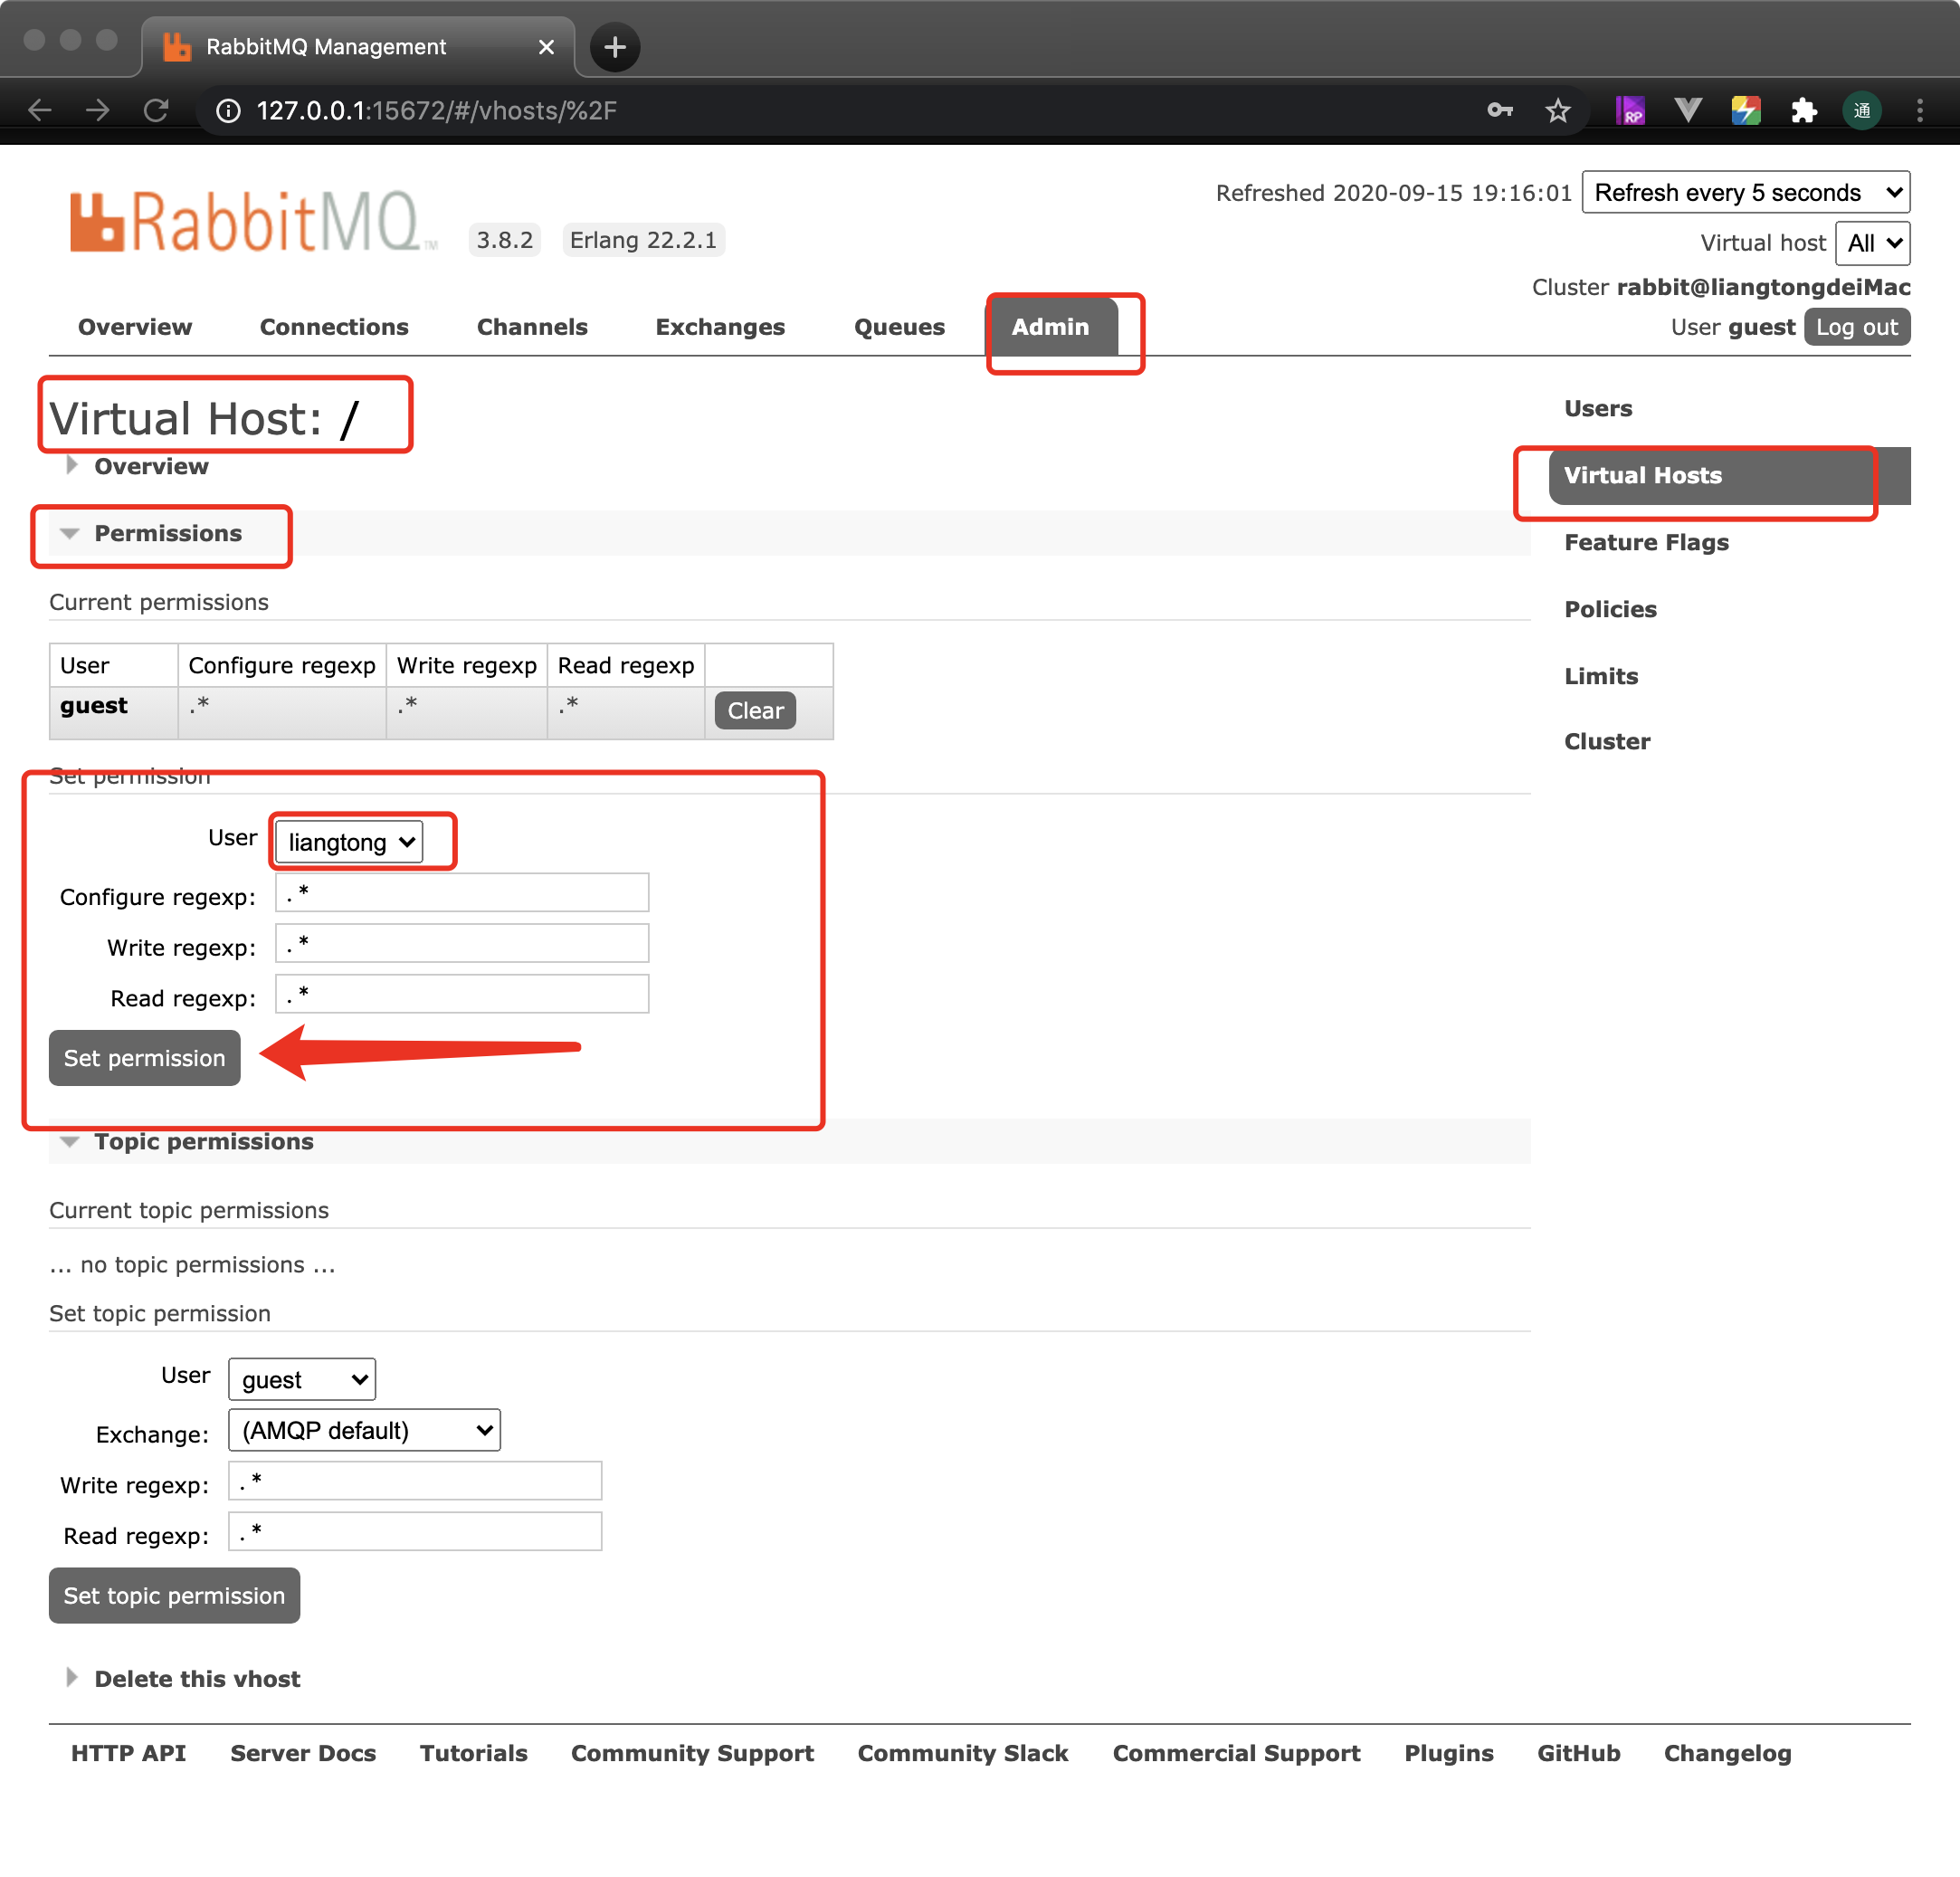 RabbitMQ Management
127.0.0.1:15672/#/vhosts/%2F
RP
通
RabbitMQ TM
3.8.2 Erlang 22.2.1
Refreshed 2020-09-15 19:16:01 Refresh every 5 seconds
Virtual host All
Cluster rabbit@liangtongdeiMac
User guest Log out
Overview Connections Channels Exchanges Queues Admin
Virtual Host: /
Overview
Permissions
Current permissions
User Configure regexp Write regexp Read regexp
guest .* .* .* Clear
Set permission
User liangtong
Configure regexp: .*
Write regexp: .*
Read regexp: .*
Set permission
Topic permissions
Current topic permissions
... no topic permissions ...
Set topic permission
User guest
Exchange: (AMQP default)
Write regexp: .*
Read regexp: .*
Set topic permission
Delete this vhost
Users
Virtual Hosts
Feature Flags
Policies
Limits
Cluster
HTTP API Server Docs Tutorials Community Support Community Slack Commercial Support Plugins GitHub Changelog